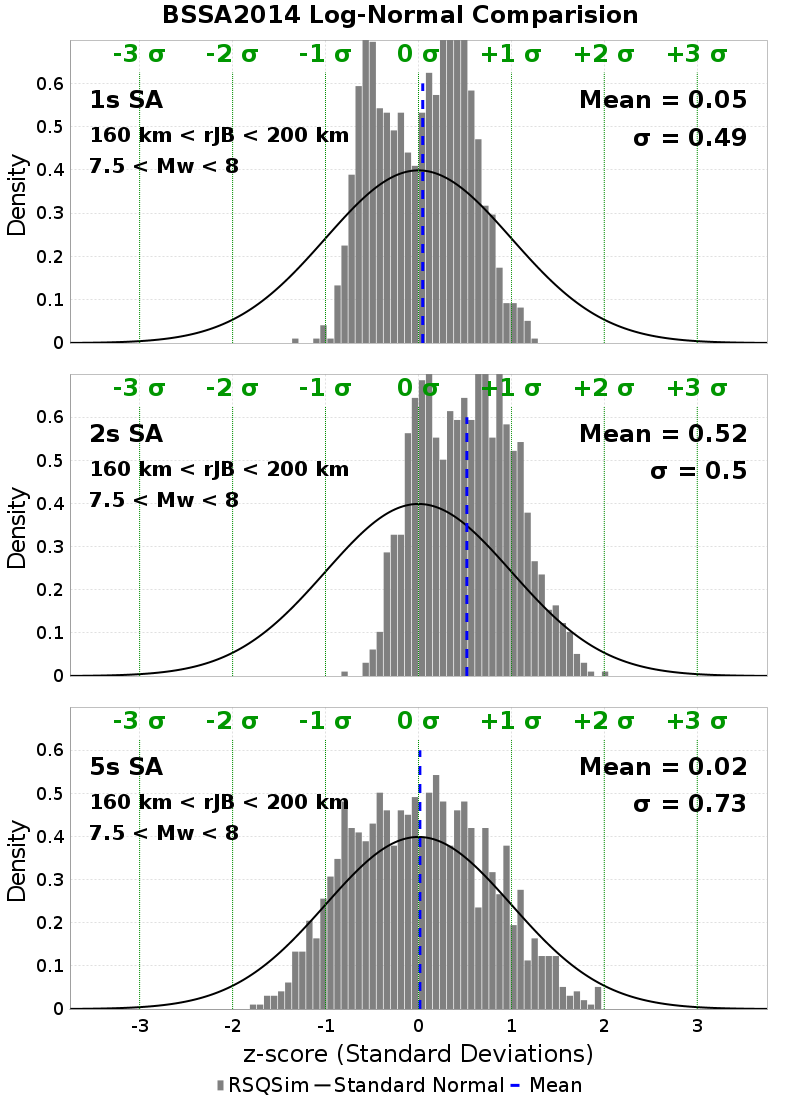 BSSA2014 Log-Normal Comparision
-3 σ -2 σ -1 σ 0 σ +1 σ +2 σ +3 σ
1s SA
Mean = 0.05
160 km < rJB < 200 km
σ = 0.49
7.5 < Mw < 8
Density
0.6
0.5
0.4
0.3
0.2
0.1
0
-3 σ -2 σ -1 σ 0 σ +1 σ +2 σ +3 σ
2s SA
Mean = 0.52
160 km < rJB < 200 km
σ = 0.5
7.5 < Mw < 8
Density
0.6
0.5
0.4
0.3
0.2
0.1
0
-3 σ -2 σ -1 σ 0 σ +1 σ +2 σ +3 σ
5s SA
Mean = 0.02
160 km < rJB < 200 km
σ = 0.73
7.5 < Mw < 8
Density
0.6
0.5
0.4
0.3
0.2
0.1
0
-3 -2 -1 0 1 2 3
z-score (Standard Deviations)
RSQSim Standard Normal Mean